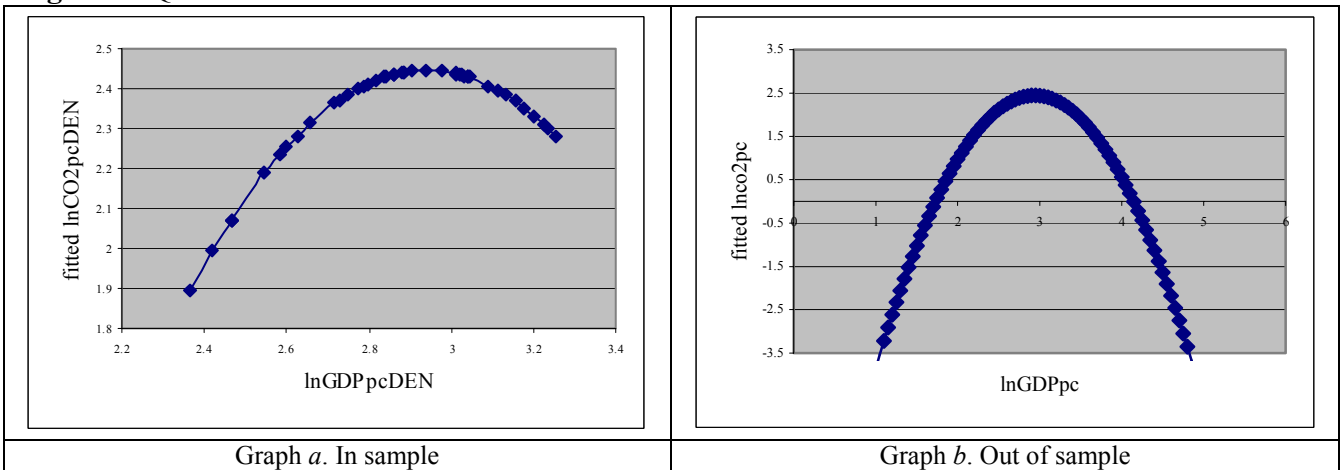 2.5
2.4
2.3
2.2
2.1
2
1.9
1.8
2.2 2.4 2.6 2.8 3 3.2 3.4
fitted lnCO2pcDEN
lnGDPpcDEN
3.5
2.5
1.5
0.5
-0.5
-1.5
-2.5
-3.5
0 1 2 3 4 5 6
fitted lnco2pc
lnGDPpc
Graph a. In sample
Graph b. Out of sample